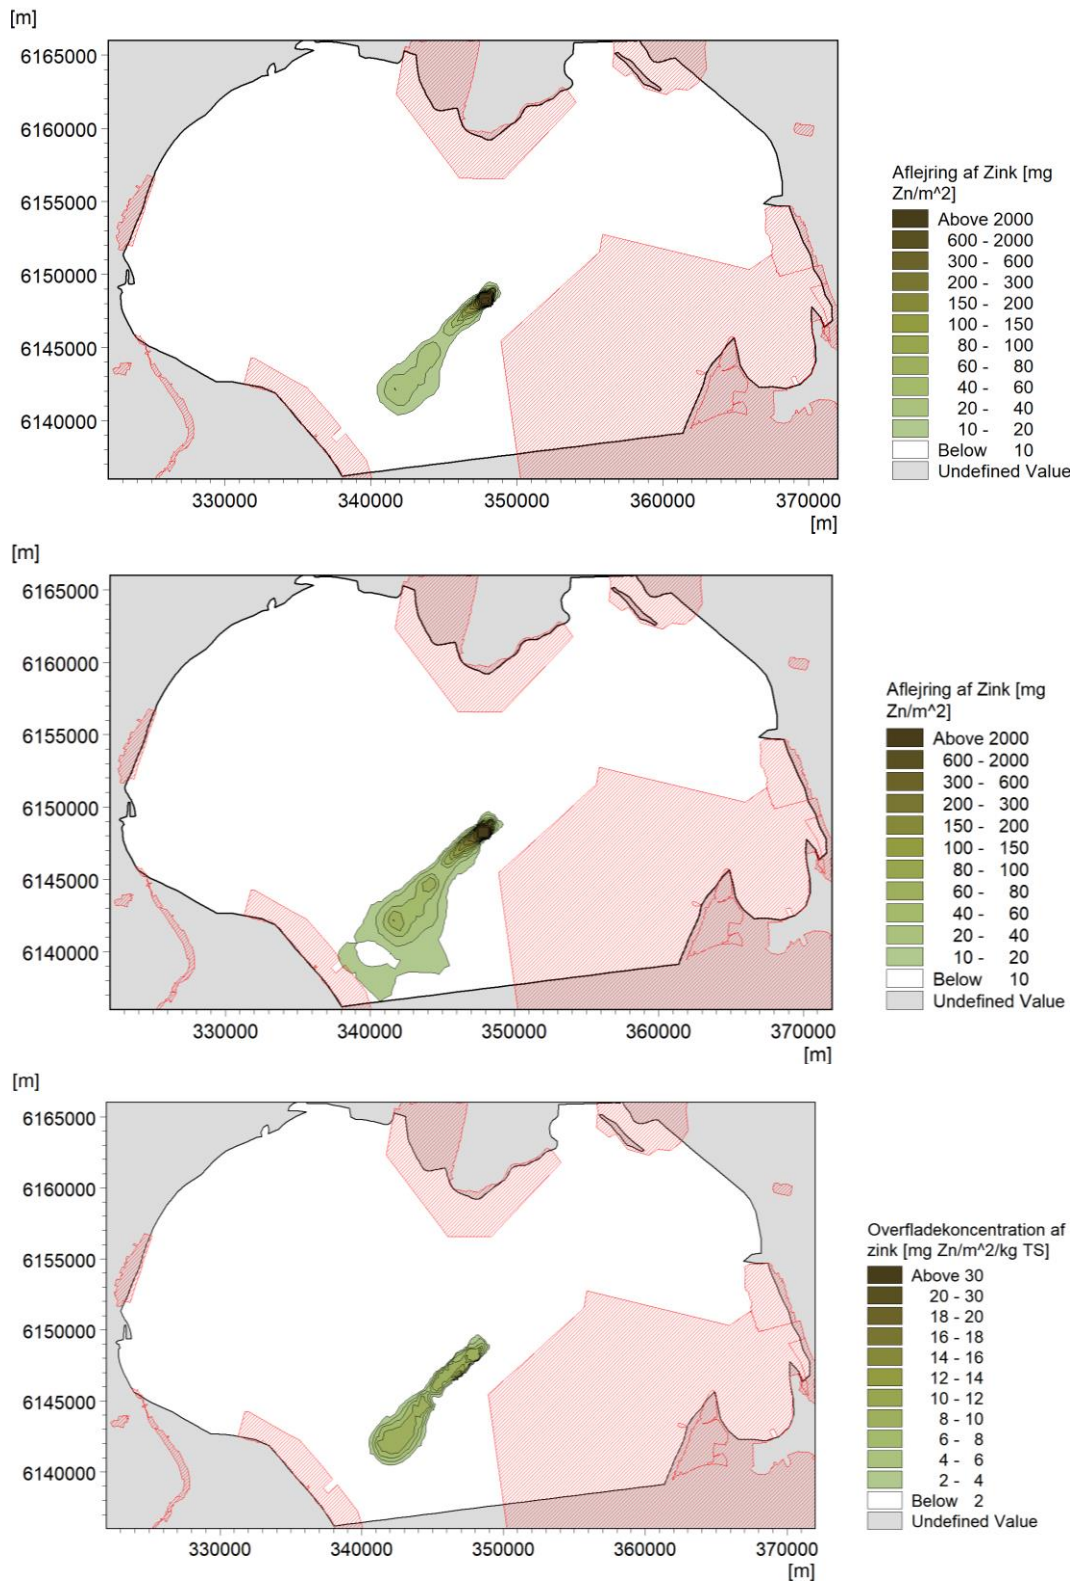 [m]
6165000
6160000
6155000
6150000
6145000
6140000
330000 340000 350000 360000 370000
[m]
Aflejring af Zink [mg
Zn/m^2]
Above 2000
600 - 2000
300 - 600
200 - 300
150 - 200
100 - 150
80 - 100
60 - 80
40 - 60
20 - 40
10 - 20
Below 10
Undefined Value
[m]
6165000
6160000
6155000
6150000
6145000
6140000
330000 340000 350000 360000 370000
[m]
Aflejring af Zink [mg
Zn/m^2]
Above 2000
600 - 2000
300 - 600
200 - 300
150 - 200
100 - 150
80 - 100
60 - 80
40 - 60
20 - 40
10 - 20
Below 10
Undefined Value
[m]
6165000
6160000
6155000
6150000
6145000
6140000
330000 340000 350000 360000 370000
[m]
Overfladekoncentration af
zink [mg Zn/m^2/kg TS]
Above 30
20 - 30
18 - 20
16 - 18
14 - 16
12 - 14
10 - 12
8 - 10
6 - 8
4 - 6
2 - 4
Below 2
Undefined Value